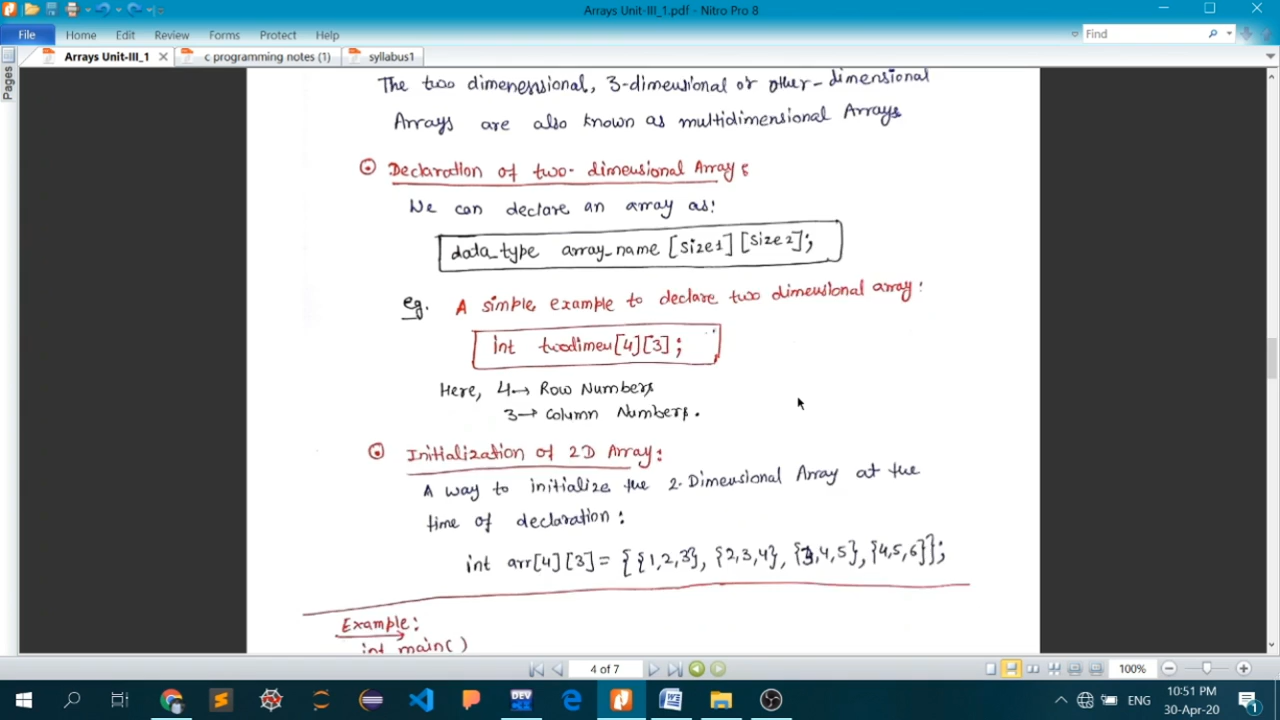 Arrays Unit-III_1.pdf - Nitro Pro 8
File Home Edit Review Forms Protect Help Find
Arrays Unit-III_1 c programming notes (1) syllabus1
Pages
The two dimenensional, 3-dimensional or other-dimensional
Arrays are also known as multidimensional Arrays
Declaration of two-dimensional Array:
We can declare an array as:
data_type array_name [size1] [size2];
eg. A simple example to declare two dimensional array:
int twodimen[4][3];
Here, 4→ Row Numbers
3→ Column Numbers.
Initialization of 2D Array:
A way to initialize the 2-Dimensional Array at the
time of declaration:
int arr[4][3] = {{1,2,3}, {2,3,4}, {3,4,5}, {4,5,6}};
Example:
int main()
4 of 7 100%
DEV ENG 10:51 PM
30-Apr-20 1